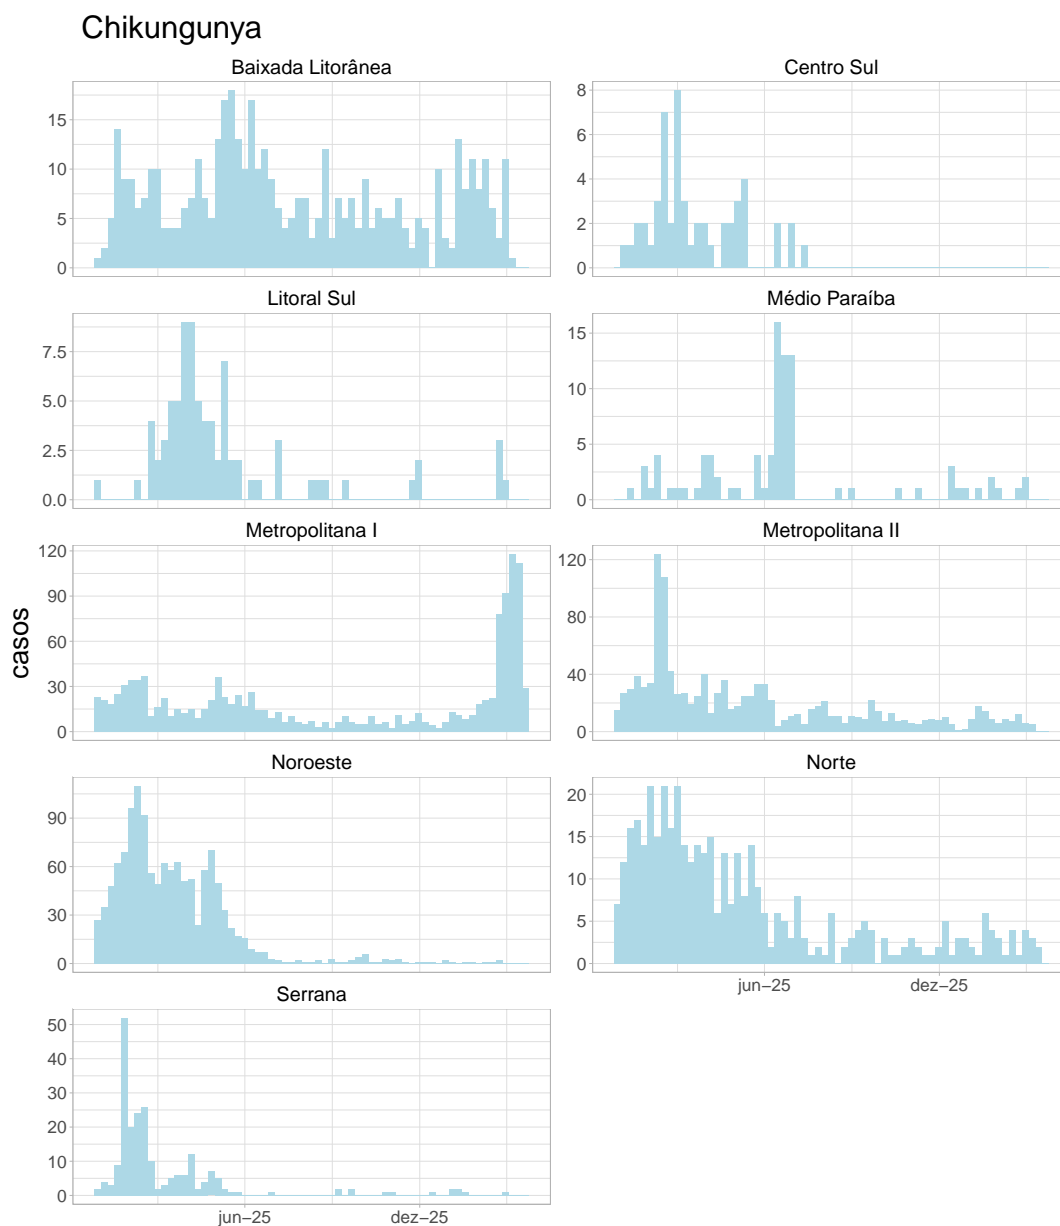 Chikungunya
Baixada Litorânea
Centro Sul
15
10
5
0
8
6
4
2
0
Litoral Sul
Médio Paraíba
7.5
5.0
2.5
0.0
15
10
5
0
Metropolitana I
Metropolitana II
120
90
60
30
0
120
80
40
0
casos
Noroeste
Norte
90
60
30
0
20
15
10
5
0
jun−25
dez−25
Serrana
50
40
30
20
10
0
jun−25
dez−25